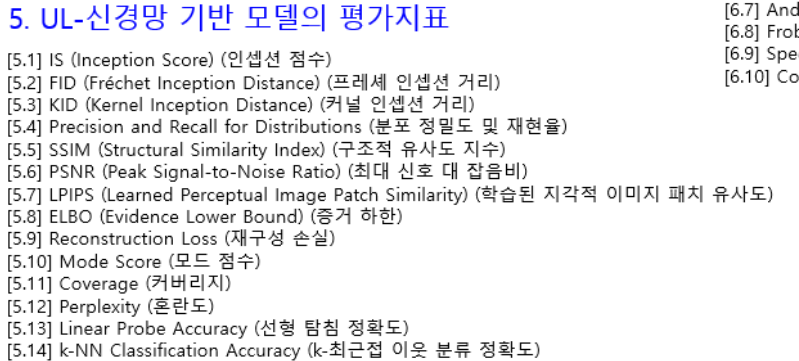 5. UL-신경망 기반 모델의 평가지표
[5.1] IS (Inception Score) (인셉션 점수)
[5.2] FID (Fréchet Inception Distance) (프레셰 인셉션 거리)
[5.3] KID (Kernel Inception Distance) (커널 인셉션 거리)
[5.4] Precision and Recall for Distributions (분포 정밀도 및 재현율)
[5.5] SSIM (Structural Similarity Index) (구조적 유사도 지수)
[5.6] PSNR (Peak Signal-to-Noise Ratio) (최대 신호 대 잡음비)
[5.7] LPIPS (Learned Perceptual Image Patch Similarity) (학습된 지각적 이미지 패치 유사도)
[5.8] ELBO (Evidence Lower Bound) (증거 하한)
[5.9] Reconstruction Loss (재구성 손실)
[5.10] Mode Score (모드 점수)
[5.11] Coverage (커버리지)
[5.12] Perplexity (혼란도)
[5.13] Linear Probe Accuracy (선형 탐침 정확도)
[5.14] k-NN Classification Accuracy (k-최근접 이웃 분류 정확도)
[6.7] And
[6.8] Frob
[6.9] Spe
[6.10] Co